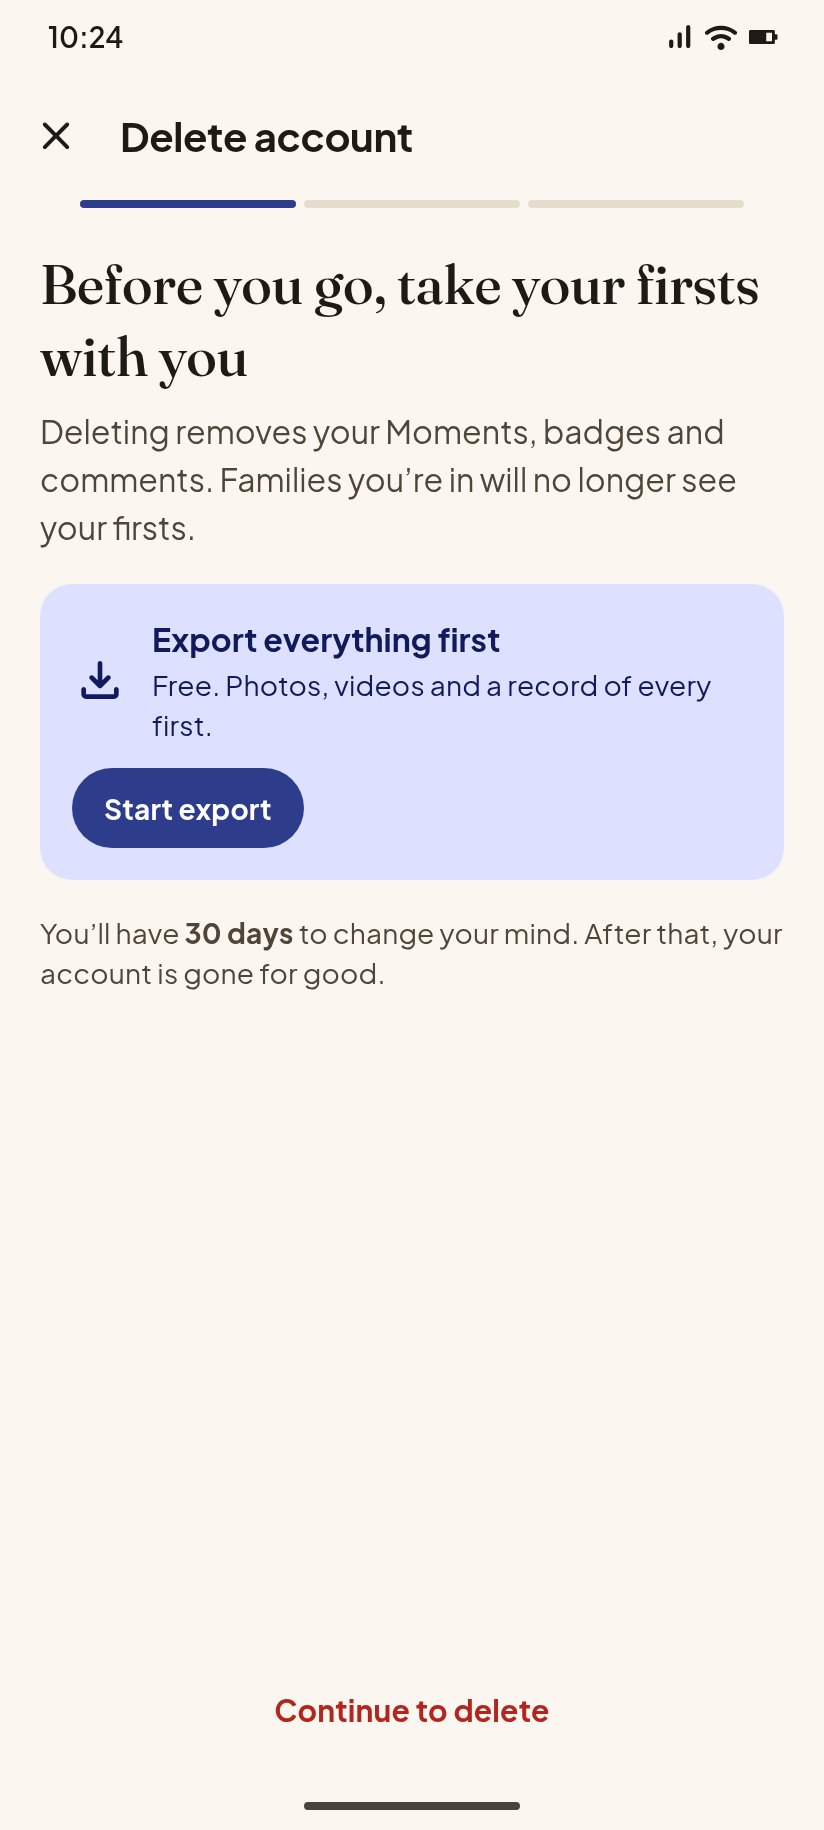 10:24
Delete account
Before you go, take your firsts
with you
Deleting removes your Moments, badges and
comments. Families you’re in will no longer see
your firsts.
Export everything first
Free. Photos, videos and a record of every
first.
Start export
You’ll have 30 days to change your mind. After that, your
account is gone for good.
Continue to delete